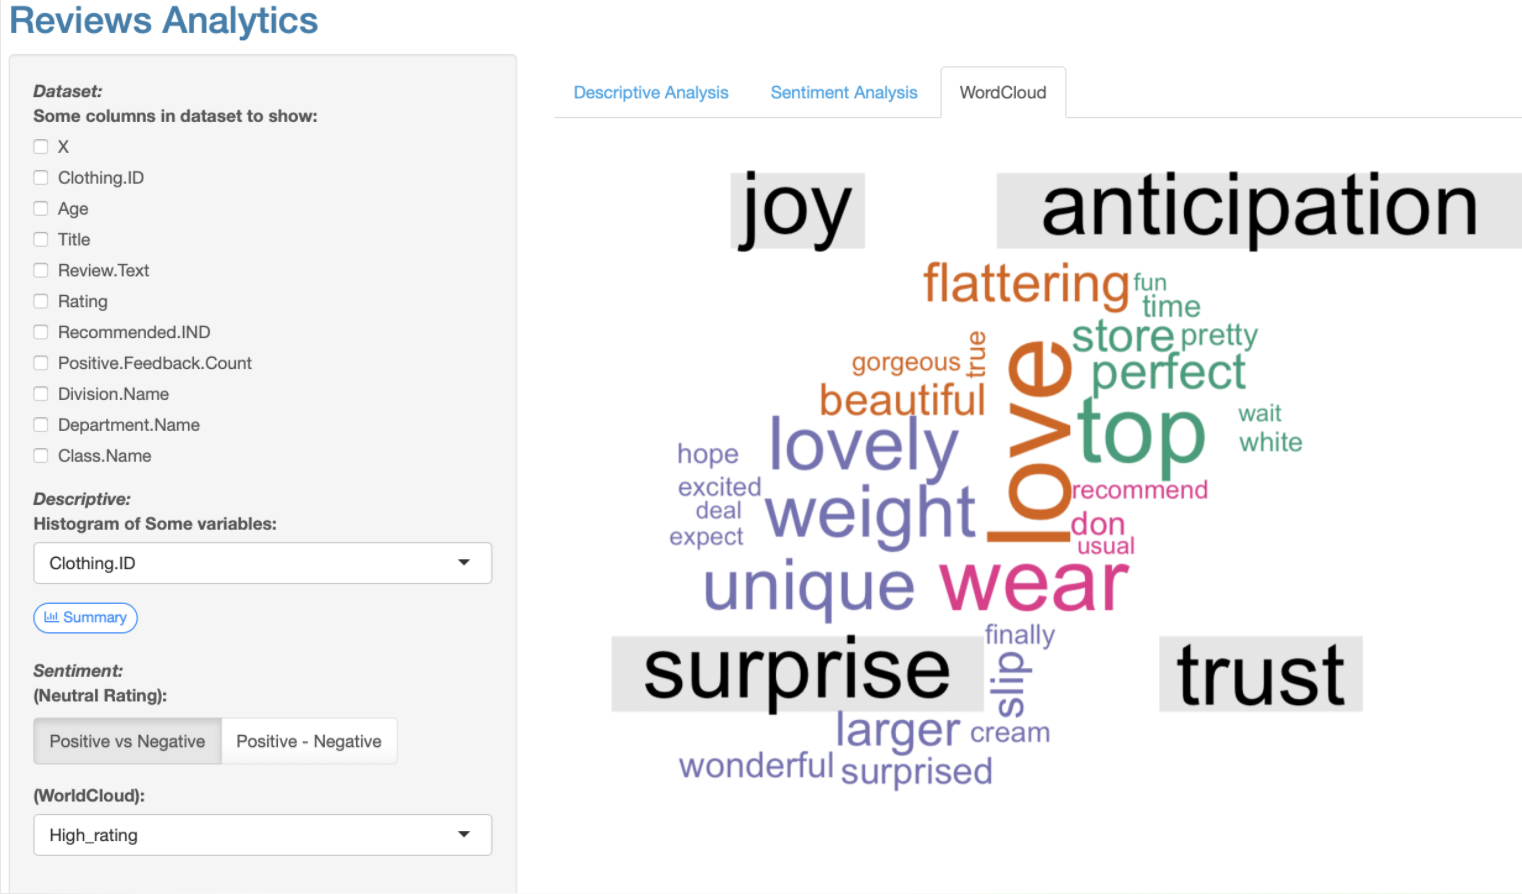 Reviews Analytics
Dataset:
Some columns in dataset to show:
X
Clothing.ID
Age
Title
Review.Text
Rating
Recommended.IND
Positive.Feedback.Count
Division.Name
Department.Name
Class.Name
Descriptive:
Histogram of Some variables:
Clothing.ID
Summary
Sentiment:
(Neutral Rating):
Positive vs Negative
Positive - Negative
(WorldCloud):
High_rating
Descriptive Analysis
Sentiment Analysis
WordCloud
joy
anticipation
flattering
fun
time
store
pretty
true
gorgeous
perfect
beautiful
love
top
wait
white
lovely
hope
excited
deal
expect
weight
recommend
don
usual
unique
wear
surprise
finally
slip
trust
larger
cream
wonderful
surprised